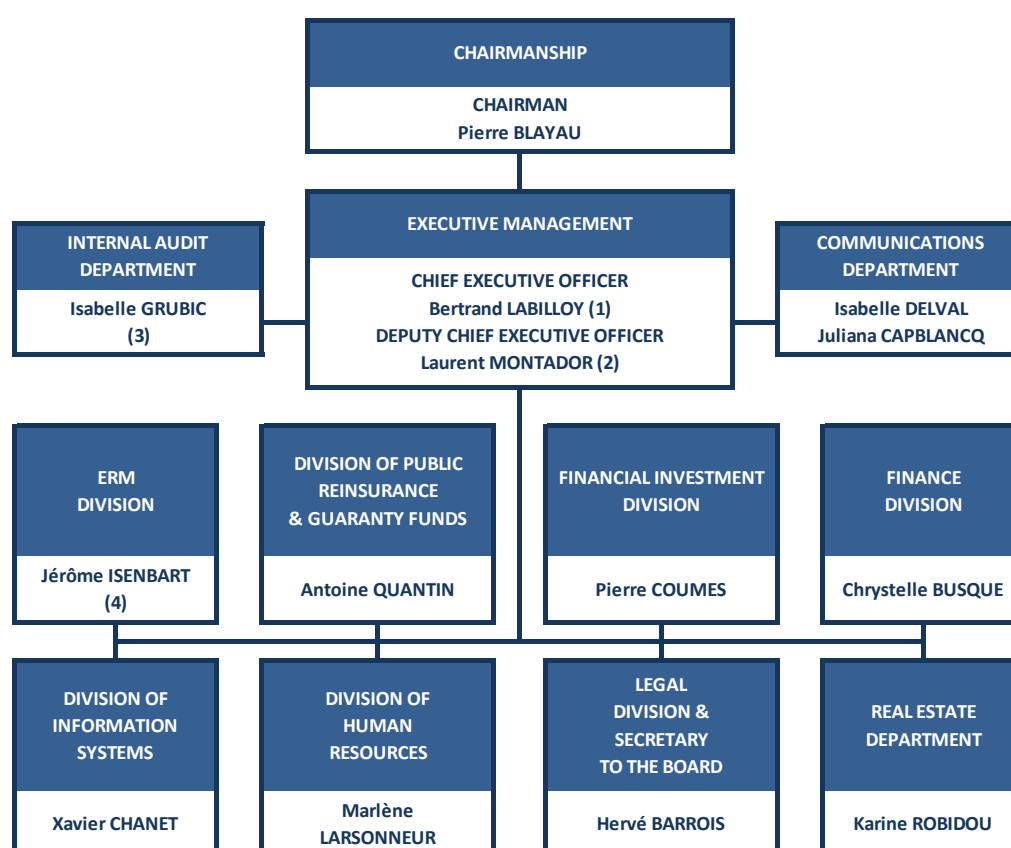 CHAIRMANSHIP
CHAIRMAN
Pierre BLAYAU
EXECUTIVE MANAGEMENT
CHIEF EXECUTIVE OFFICER
Bertrand LABILLOY (1)
DEPUTY CHIEF EXECUTIVE OFFICER
Laurent MONTADOR (2)
INTERNAL AUDIT
DEPARTMENT
Isabelle GRUBIC
(3)
COMMUNICATIONS
DEPARTMENT
Isabelle DELVAL
Juliana CAPBLANCQ
ERM
DIVISION
Jérôme ISENBART
(4)
DIVISION OF PUBLIC
REINSURANCE
& GUARANTY FUNDS
Antoine QUANTIN
FINANCIAL INVESTMENT
DIVISION
Pierre COUMES
FINANCE
DIVISION
Chrystelle BUSQUE
DIVISION OF
INFORMATION
SYSTEMS
Xavier CHANET
DIVISION OF
HUMAN
RESOURCES
Marlène
LARSONNEUR
LEGAL
DIVISION &
SECRETARY
TO THE BOARD
Hervé BARROIS
REAL ESTATE
DEPARTMENT
Karine ROBIDOU